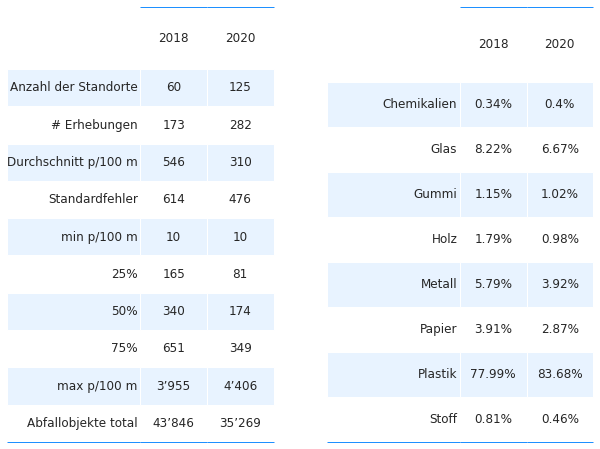 2018 2020
Anzahl der Standorte 60 125
# Erhebungen 173 282
Durchschnitt p/100 m 546 310
Standardfehler 614 476
min p/100 m 10 10
25% 165 81
50% 340 174
75% 651 349
max p/100 m 3’955 4’406
Abfallobjekte total 43’846 35’269
2018 2020
Chemikalien 0.34% 0.4%
Glas 8.22% 6.67%
Gummi 1.15% 1.02%
Holz 1.79% 0.98%
Metall 5.79% 3.92%
Papier 3.91% 2.87%
Plastik 77.99% 83.68%
Stoff 0.81% 0.46%